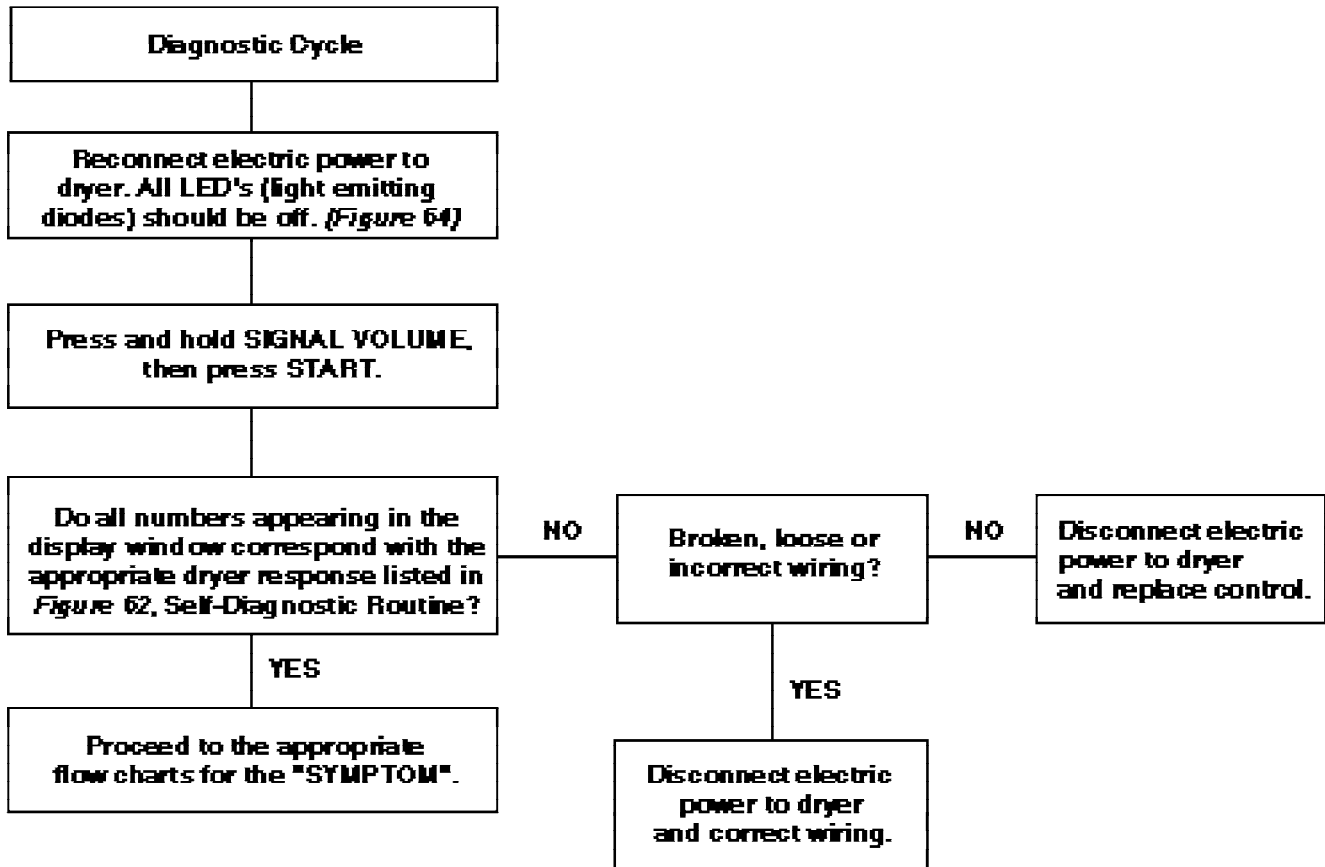 Diagnostic Cycle
Reconnect electric power to
dryer. All LED's (light emitting
diodes) should be off. (Figure 64)
Press and hold SIGNAL VOLUME,
then press START.
Do all numbers appearing in the
display window correspond with the
appropriate dryer response listed in
Figure 62, Self-Diagnostic Routine?
NO
Broken, loose or
incorrect wiring?
NO
Disconnect electric
power to dryer
and replace control.
YES
Proceed to the appropriate
flow charts for the "SYMPTOM".
YES
Disconnect electric
power to dryer
and correct wiring.